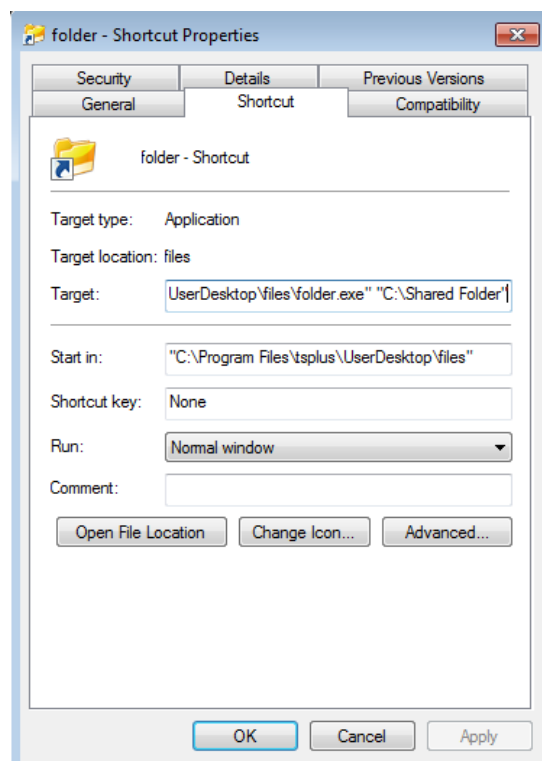 folder - Shortcut Properties
Security Details Previous Versions
General Shortcut Compatibility
folder - Shortcut
Target type: Application
Target location: files
Target: UserDesktop\files\folder.exe" "C:\Shared Folder"
Start in: "C:\Program Files\tsplus\UserDesktop\files"
Shortcut key: None
Run: Normal window
Comment:
Open File Location Change Icon... Advanced...
OK Cancel Apply